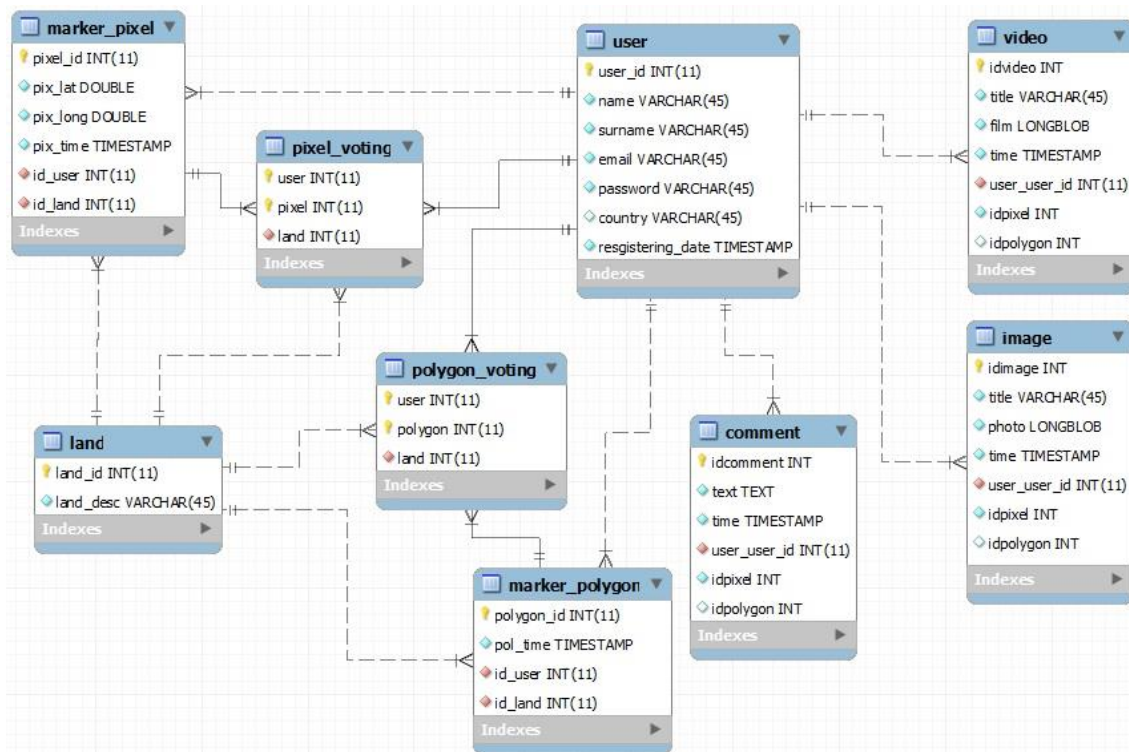 marker_pixel
pixel_id INT(11)
pix_lat DOUBLE
pix_long DOUBLE
pix_time TIMESTAMP
id_user INT(11)
id_land INT(11)
Indexes
pixel_voting
user INT(11)
pixel INT(11)
land INT(11)
Indexes
user
user_id INT(11)
name VARCHAR(45)
surname VARCHAR(45)
email VARCHAR(45)
password VARCHAR(45)
country VARCHAR(45)
resgistering_date TIMESTAMP
Indexes
video
idvideo INT
title VARCHAR(45)
film LONGBLOB
time TIMESTAMP
user_user_id INT(11)
idpixel INT
idpolygon INT
Indexes
land
land_id INT(11)
land_desc VARCHAR(45)
Indexes
polygon_voting
user INT(11)
polygon INT(11)
land INT(11)
Indexes
comment
idcomment INT
text TEXT
time TIMESTAMP
user_user_id INT(11)
idpixel INT
idpolygon INT
Indexes
image
idimage INT
title VARCHAR(45)
photo LONGBLOB
time TIMESTAMP
user_user_id INT(11)
idpixel INT
idpolygon INT
Indexes
marker_polygon
polygon_id INT(11)
pol_time TIMESTAMP
id_user INT(11)
id_land INT(11)
Indexes